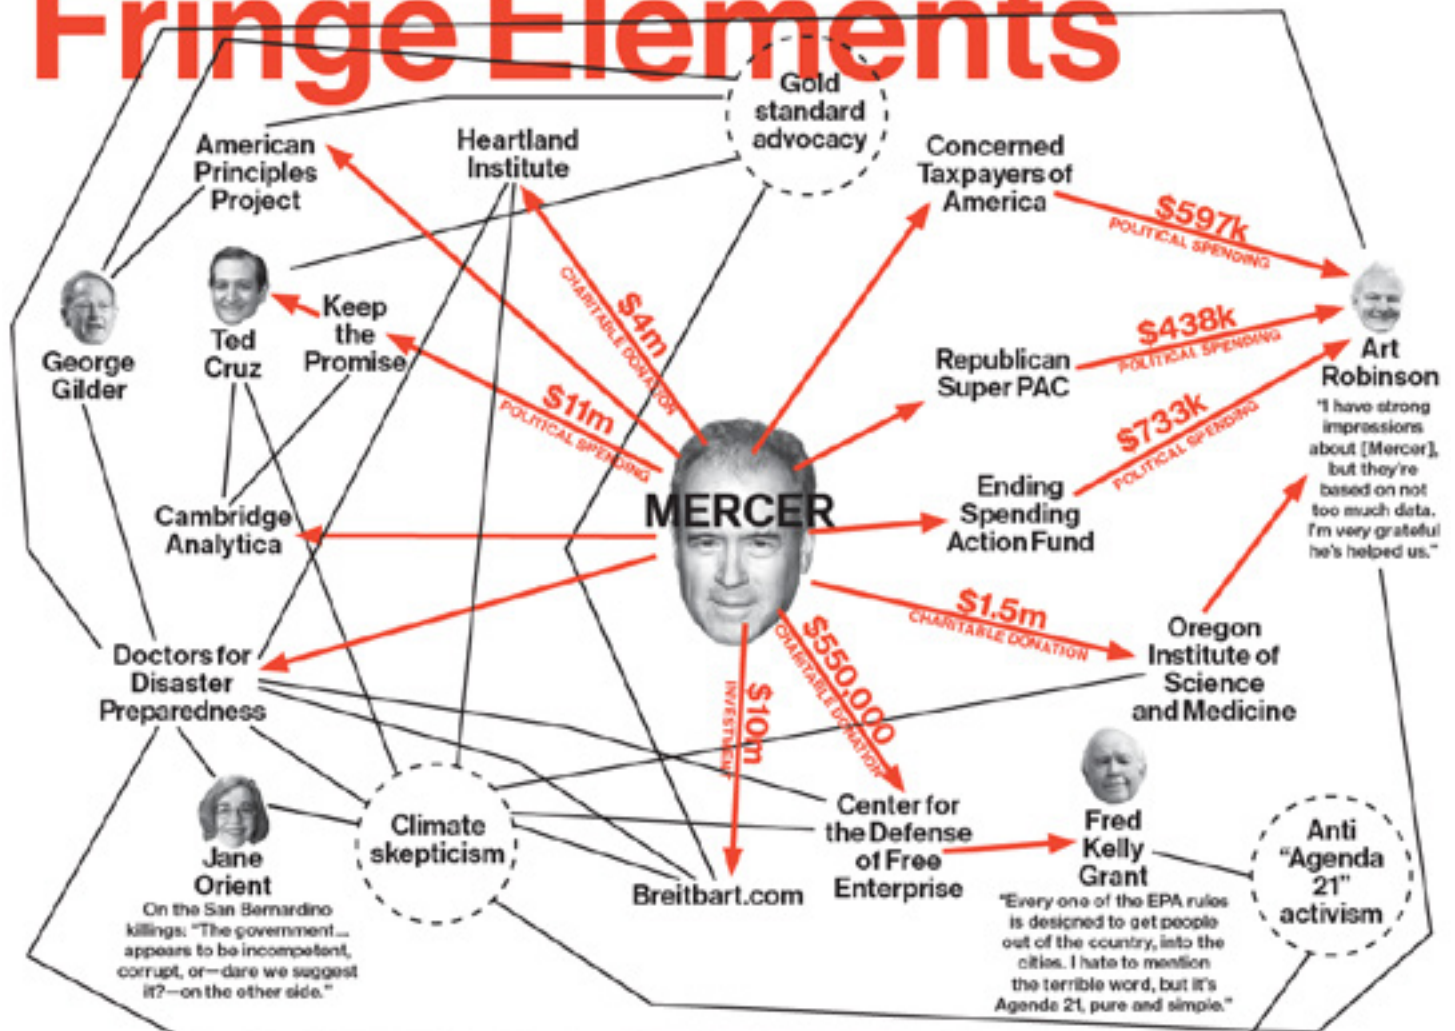 Fringe Elements
Gold
standard
advocacy
American
Principles
Project
Heartland
Institute
Concerned
Taxpayers of
America
$597k
POLITICAL SPENDING
George
Gilder
Ted
Cruz
Keep
the
Promise
$4m
CHARITABLE DONATION
$11m
POLITICAL SPENDING
Republican
Super PAC
$438k
POLITICAL SPENDING
$733k
POLITICAL SPENDING
Art
Robinson
"I have strong
impressions
about [Mercer],
but they're
based on not
too much data.
I'm very grateful
he's helped us."
MERCER
Cambridge
Analytica
Ending
Spending
Action Fund
$1.5m
CHARITABLE DONATION
Oregon
Institute of
Science
and Medicine
Doctors for
Disaster
Preparedness
$10m
INVESTMENT
$550,000
CHARITABLE DONATION
Jane
Orient
On the San Bernardino
killings: "The government...
appears to be incompetent,
corrupt, or—dare we suggest
it?—on the other side."
Climate
skepticism
Breitbart.com
Center for
the Defense
of Free
Enterprise
Fred
Kelly
Grant
"Every one of the EPA rules
is designed to get people
out of the country, into the
cities. I hate to mention
the terrible word, but it's
Agenda 21, pure and simple."
Anti
"Agenda
21"
activism